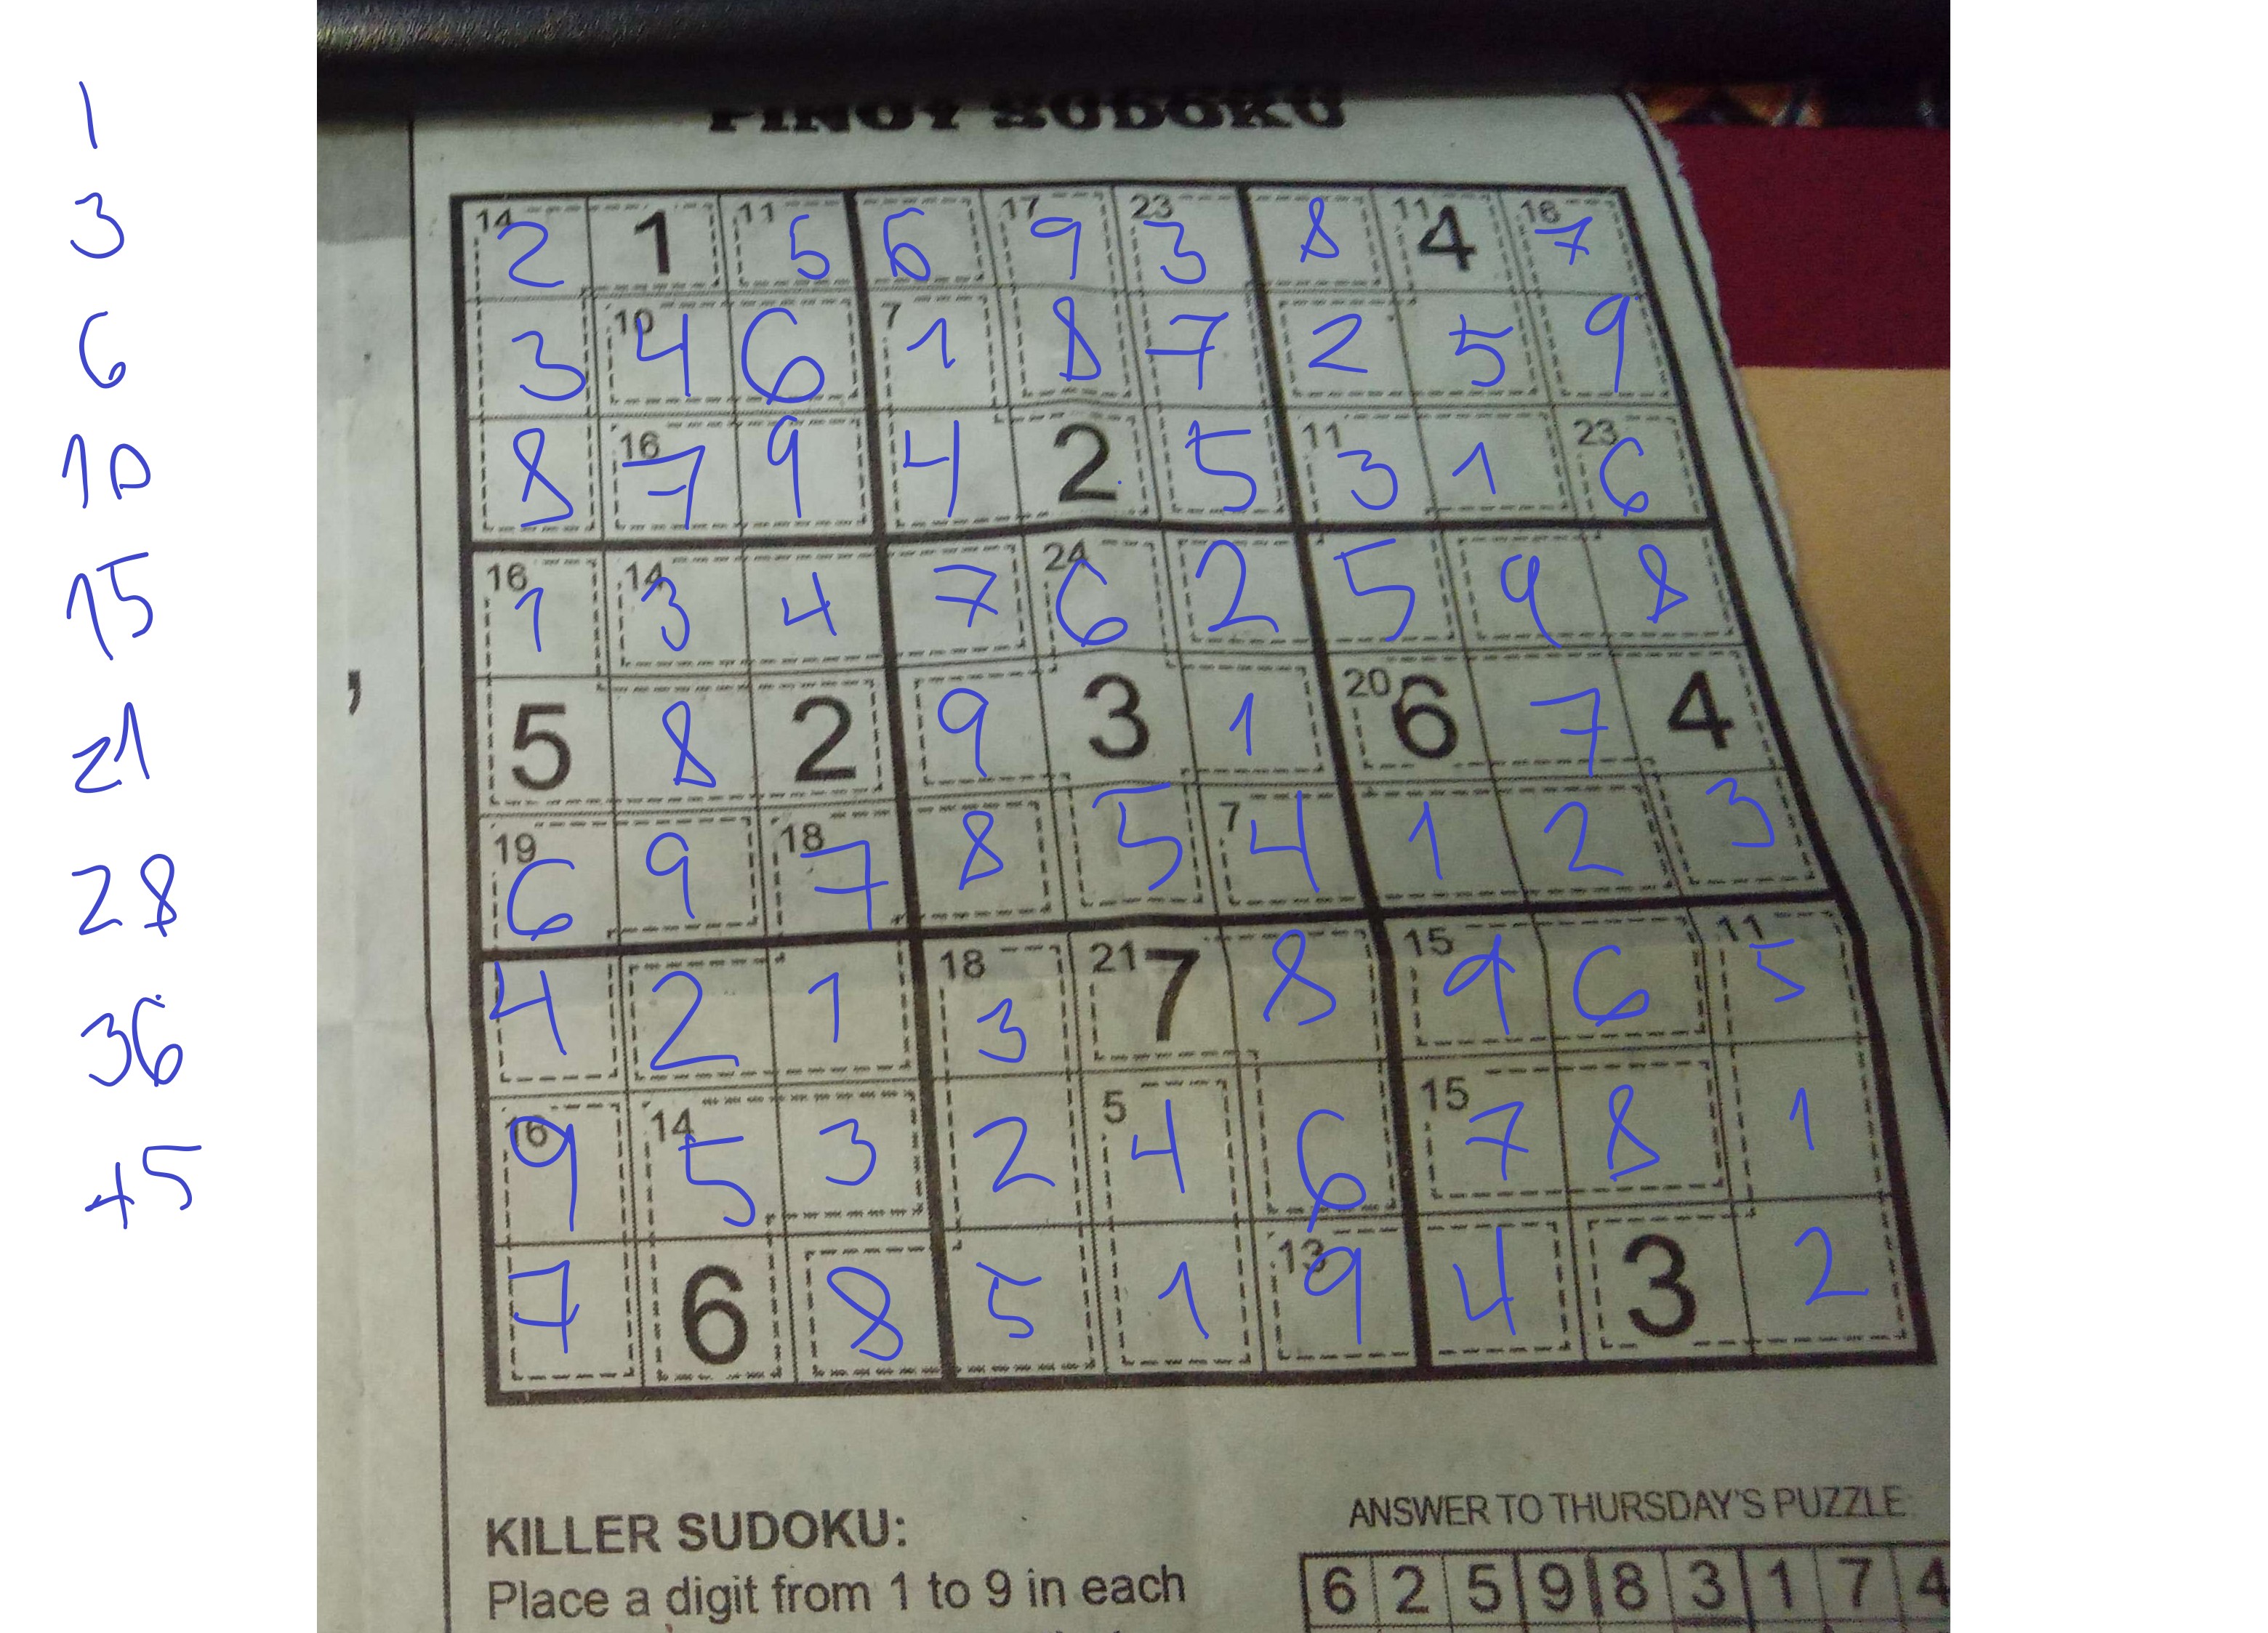 PINOY SUDOKU
1
3
6
10
15
21
28
36
45
14 2 1 11 5 6 17 9 23 3 8 11 4 16 7
3 10 4 6 7 1 8 7 2 5 9
8 16 7 9 4 2 5 11 3 1 23 6
16 1 14 3 4 7 24 6 2 5 9 8
5 8 2 9 3 1 20 6 7 4
19 6 9 18 7 8 5 7 4 1 2 3
4 2 1 18 3 21 7 8 15 9 6 11 5
16 9 14 5 3 2 5 4 6 15 7 8 1
7 6 8 5 1 13 9 4 3 2
,
KILLER SUDOKU:
Place a digit from 1 to 9 in each
ANSWER TO THURSDAY'S PUZZLE
6 2 5 9 8 3 1 7 4